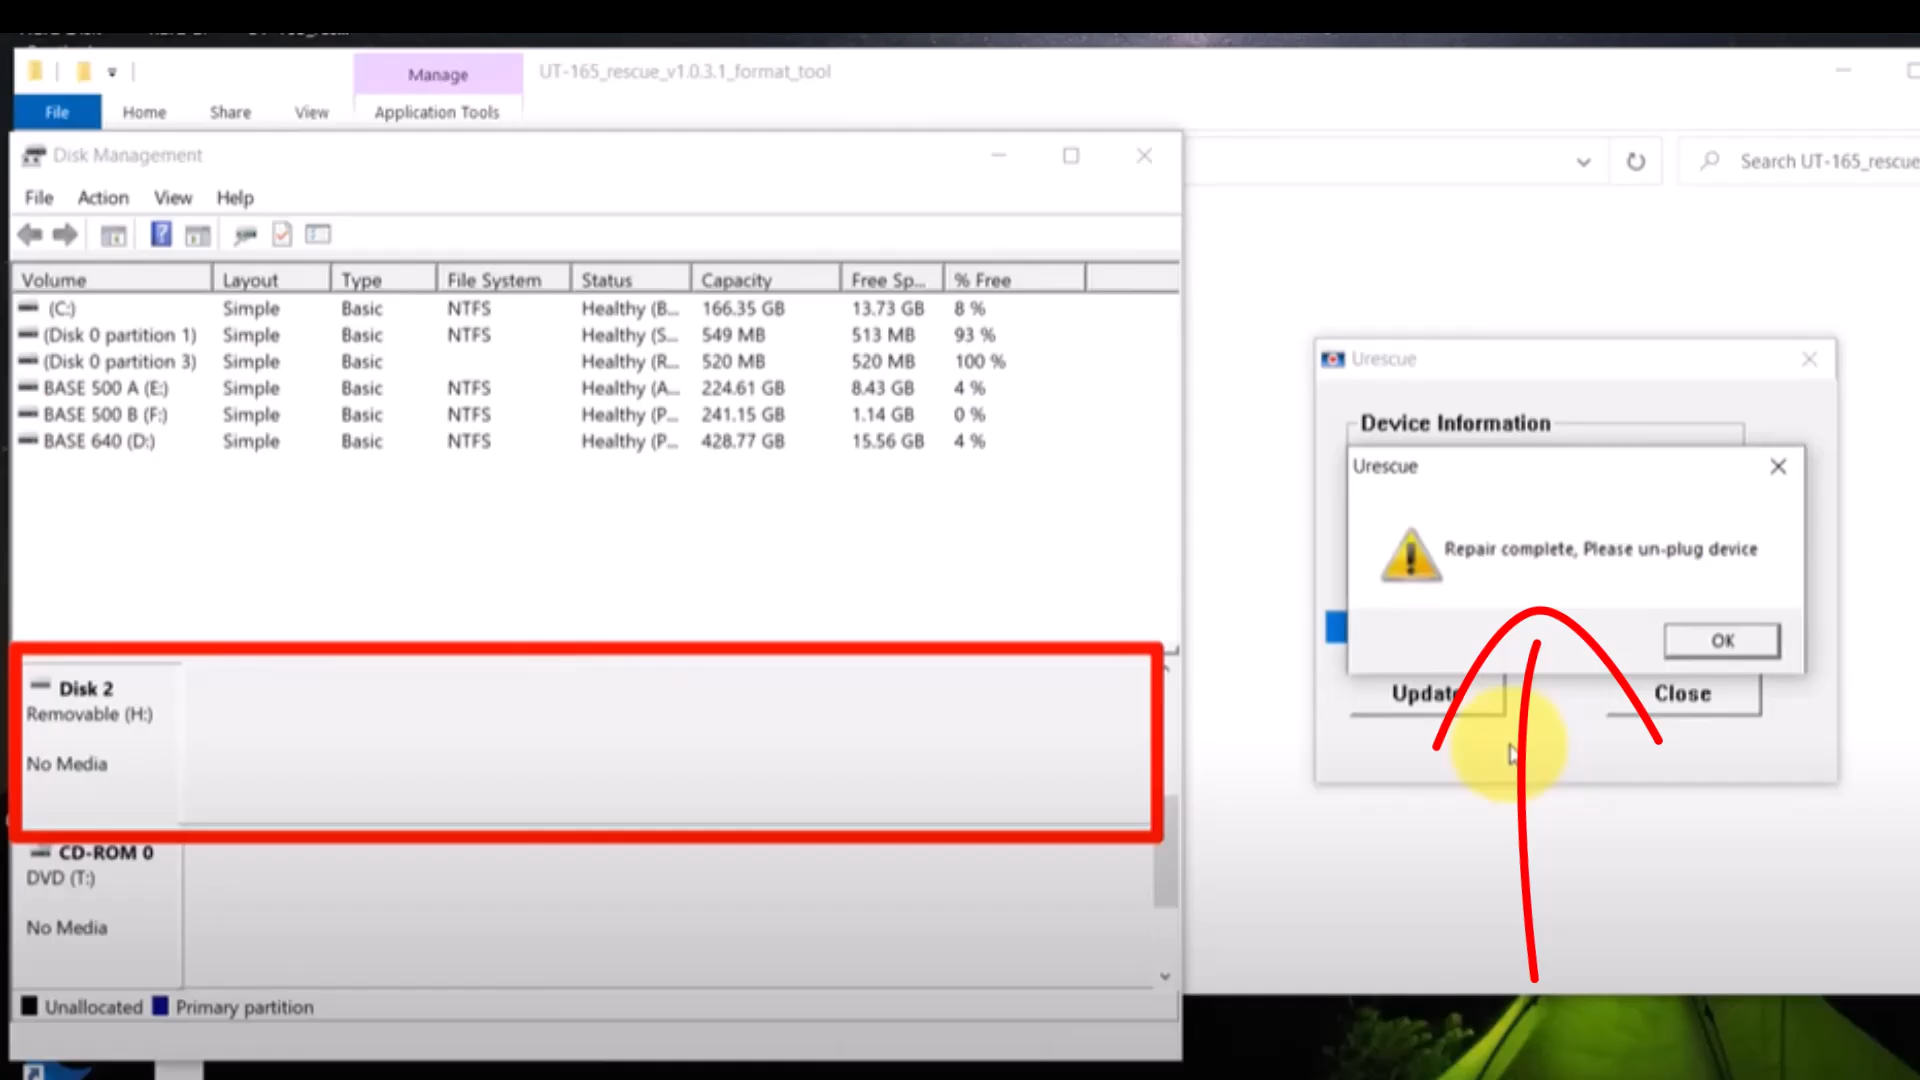 Manage
UT-165_rescue_v1.0.3.1_format_tool
File Home Share View Application Tools
Disk Management
Search UT-165_rescue
File Action View Help
Volume Layout Type File System Status Capacity Free Sp... % Free
(C:) Simple Basic NTFS Healthy (B... 166.35 GB 13.73 GB 8 %
(Disk 0 partition 1) Simple Basic NTFS Healthy (S... 549 MB 513 MB 93 %
(Disk 0 partition 3) Simple Basic Healthy (R... 520 MB 520 MB 100 %
BASE 500 A (E:) Simple Basic NTFS Healthy (A... 224.61 GB 8.43 GB 4 %
BASE 500 B (F:) Simple Basic NTFS Healthy (P... 241.15 GB 1.14 GB 0 %
BASE 640 (D:) Simple Basic NTFS Healthy (P... 428.77 GB 15.56 GB 4 %
Disk 2
Removable (H:)
No Media
CD-ROM 0
DVD (T:)
No Media
Unallocated Primary partition
Urescue
Device Information
Urescue
Repair complete, Please un-plug device
OK
Update Close